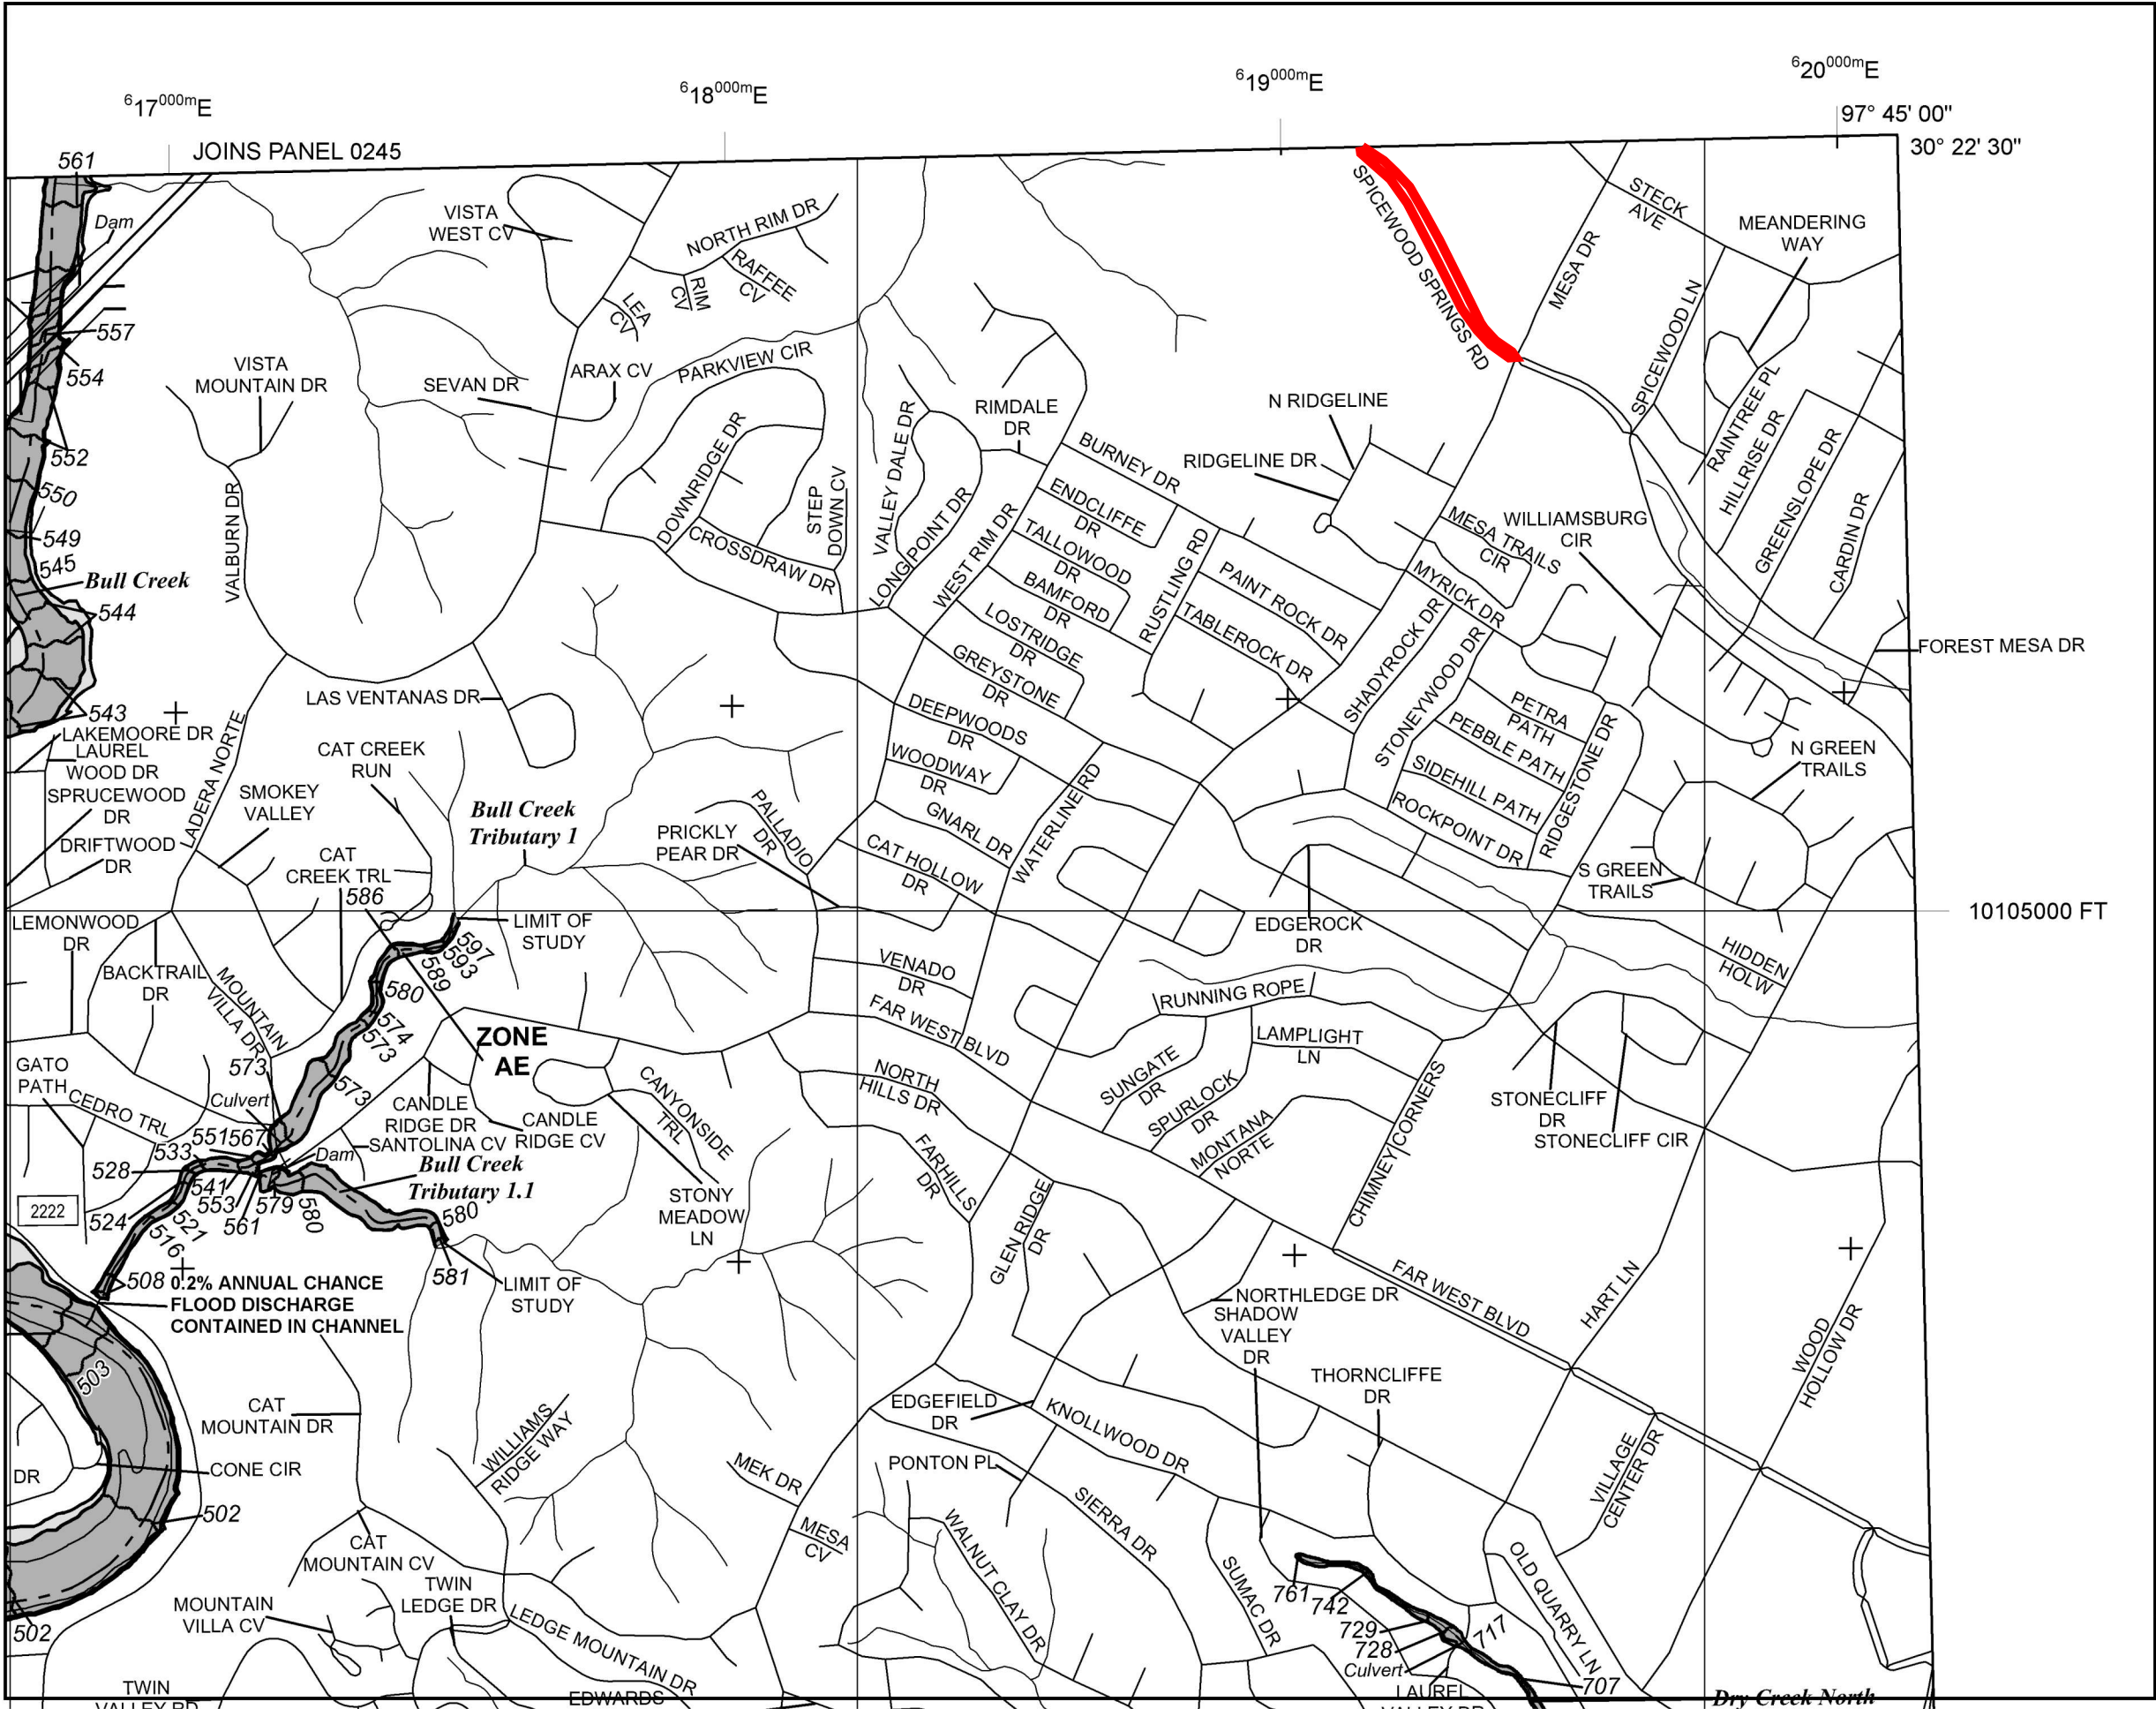 617000mE
618000mE
619000mE
620000mE
97° 45' 00"
30° 22' 30"
JOINS PANEL 0245
561
Dam
VISTA
WEST CV
NORTH RIM DR
RAFFEE
CV
RIM
CV
LEA
CV
SPICEWOOD SPRINGS RD
MESA DR
STECK
AVE
MEANDERING
WAY
SPICEWOOD LN
557
554
VISTA
MOUNTAIN DR
SEVAN DR
ARAX CV
PARKVIEW CIR
RIMDALE
DR
N RIDGELINE
RIDGELINE DR
RAINTREE PL
HILLRISE DR
GREENSLOPE DR
CARDIN DR
552
550
549
545
Bull Creek
544
543
VALBURN DR
DOWNRIDGE DR
STEP
DOWN CV
CROSSDRAW DR
VALLEY DALE DR
LONG POINT DR
WEST RIM DR
BURNEY DR
ENDCLIFFE
DR
TALLOWOOD
DR
BAMFORD
DR
LOSTRIDGE
DR
GREYSTONE
DR
DEEPWOODS
DR
WOODWAY
DR
RUSTLING RD
PAINT ROCK DR
TABLEROCK DR
MESA TRAILS
CIR
WILLIAMSBURG
CIR
MYRICK DR
SHADYROCK DR
STONEYWOOD DR
PETRA
PATH
PEBBLE PATH
SIDEHILL PATH
ROCKPOINT DR
RIDGESTONE DR
FOREST MESA DR
N GREEN
TRAILS
S GREEN
TRAILS
LAS VENTANAS DR
LAKEMOORE DR
LAUREL
WOOD DR
SPRUCEWOOD
DR
DRIFTWOOD
DR
LADERA NORTE
CAT CREEK
RUN
SMOKEY
VALLEY
CAT
CREEK TRL
586
Bull Creek
Tributary 1
PRICKLY
PEAR DR
PALLADIO
DR
GNARL DR
CAT HOLLOW
DR
WATERLINE RD
LEMONWOOD
DR
BACKTRAIL
DR
MOUNTAIN
VILLA DR
LIMIT OF
STUDY
597
593
589
580
574
573
573
573
ZONE
AE
VENADO
DR
FAR WEST BLVD
EDGEROCK
DR
RUNNING ROPE
LAMPLIGHT
LN
HIDDEN
HOLW
10105000 FT
GATO
PATH
CEDRO TRL
Culvert
CANDLE
RIDGE DR
CANDLE
RIDGE CV
SANTOLINA CV
CANYONSIDE
TRL
NORTH
HILLS DR
SUNGATE
DR
SPURLOCK
DR
MONTANA
NORTE
CHIMNEY CORNERS
STONECLIFF
DR
STONECLIFF CIR
551
567
533
528
541
553
561
579
580
Dam
Bull Creek
Tributary 1.1
580
581
2222
524
521
516
508
STONY
MEADOW
LN
FARHILLS
DR
GLEN RIDGE
DR
0.2% ANNUAL CHANCE
FLOOD DISCHARGE
CONTAINED IN CHANNEL
LIMIT OF
STUDY
NORTHLEDGE DR
SHADOW
VALLEY
DR
FAR WEST BLVD
HART LN
WOOD
HOLLOW DR
503
CAT
MOUNTAIN DR
WILLIAMS
RIDGE WAY
EDGEFIELD
DR
KNOLLWOOD DR
THORNCLIFFE
DR
VILLAGE
CENTER DR
DR
CONE CIR
502
MEK DR
MESA
CV
PONTON PL
SIERRA DR
WALNUT CLAY DR
SUMAC DR
OLD QUARRY LN
CAT
MOUNTAIN CV
TWIN
LEDGE DR
MOUNTAIN
VILLA CV
LEDGE MOUNTAIN DR
761
742
729
728
Culvert
717
707
502
TWIN
VALLEY RD
EDWARDS
LAUREL
VALLEY DR
Dry Creek North